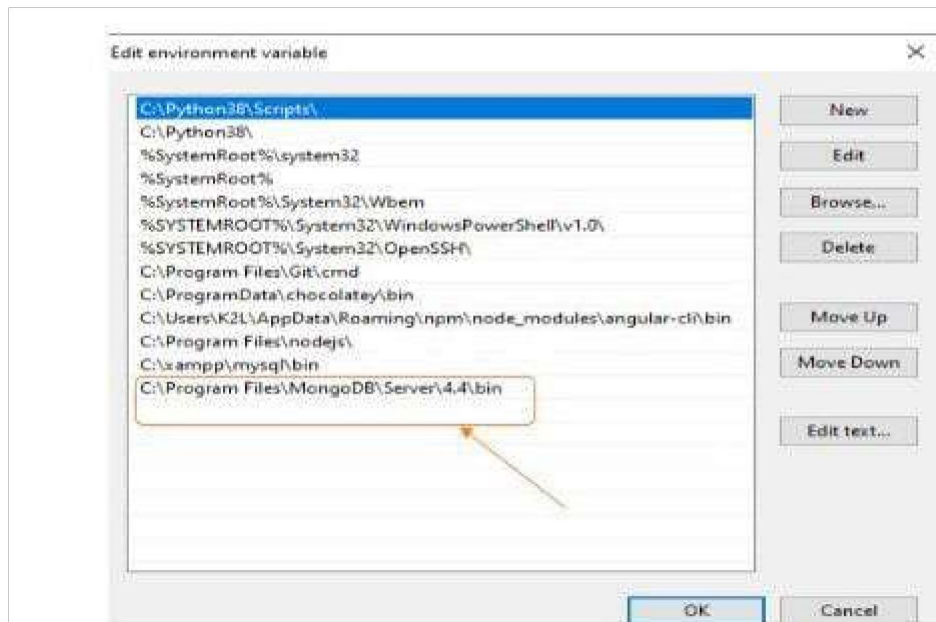 Edit environment variable
C:\Python38\Scripts\
C:\Python38\
%SystemRoot%\system32
%SystemRoot%
%SystemRoot%\System32\Wbem
%SYSTEMROOT%\System32\WindowsPowerShell\v1.0\
%SYSTEMROOT%\System32\OpenSSH\
C:\Program Files\Git\cmd
C:\ProgramData\chocolatey\bin
C:\Users\K2L\AppData\Roaming\npm\node_modules\angular-cli\bin
C:\Program Files\nodejs\
C:\xampp\mysql\bin
C:\Program Files\MongoDB\Server\4.4\bin
New
Edit
Browse...
Delete
Move Up
Move Down
Edit text...
OK
Cancel